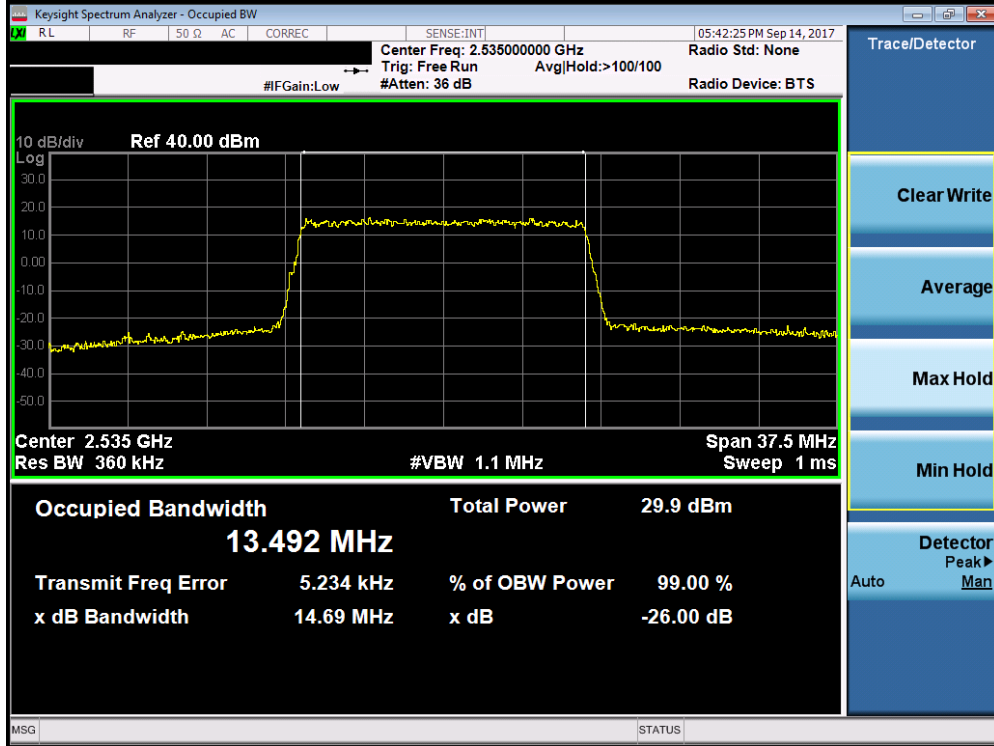 Keysight Spectrum Analyzer - Occupied BW
LXI RL RF 50 Ω AC CORREC SENSE:INT 05:42:25 PM Sep 14, 2017
Center Freq: 2.535000000 GHz Radio Std: None
Trig: Free Run Avg|Hold:>100/100
#IFGain:Low #Atten: 36 dB Radio Device: BTS
10 dB/div Ref 40.00 dBm
Log
30.0
20.0
10.0
0.00
-10.0
-20.0
-30.0
-40.0
-50.0
Center 2.535 GHz Span 37.5 MHz
Res BW 360 kHz #VBW 1.1 MHz Sweep 1 ms
Occupied Bandwidth Total Power 29.9 dBm
13.492 MHz
Transmit Freq Error 5.234 kHz % of OBW Power 99.00 %
x dB Bandwidth 14.69 MHz x dB -26.00 dB
MSG STATUS
Trace/Detector
Clear Write
Average
Max Hold
Min Hold
Detector
Peak▶
Auto Man